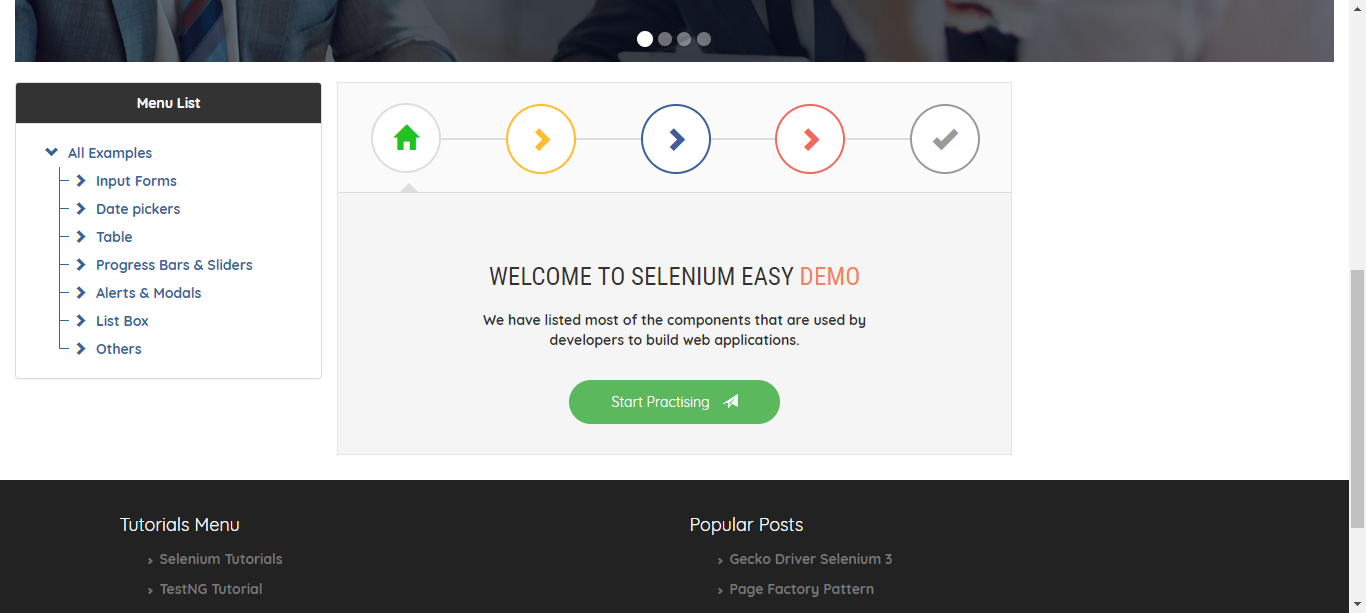 Menu List
All Examples
Input Forms
Date pickers
Table
Progress Bars & Sliders
Alerts & Modals
List Box
Others
WELCOME TO SELENIUM EASY DEMO
We have listed most of the components that are used by
developers to build web applications.
Start Practising
Tutorials Menu
Selenium Tutorials
TestNG Tutorial
Popular Posts
Gecko Driver Selenium 3
Page Factory Pattern